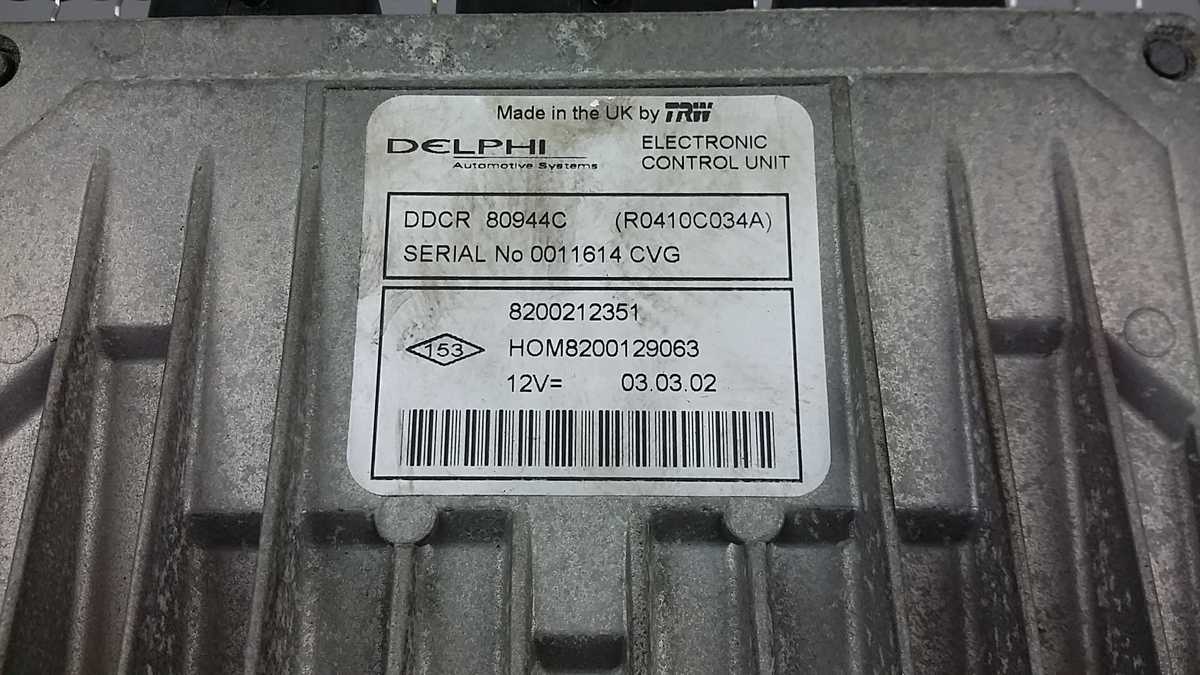 Made in the UK by TRW
DELPHI
Automotive Systems
ELECTRONIC
CONTROL UNIT
DDCR 80944C (R0410C034A)
SERIAL No 0011614 CVG
8200212351
153
HOM8200129063
12V= 03.03.02